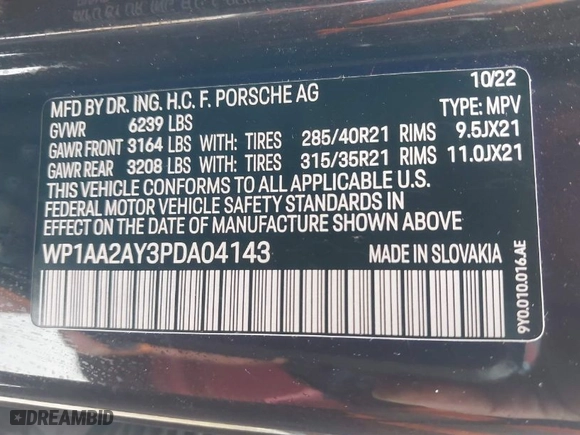 MFD BY DR. ING. H.C. F. PORSCHE AG 10/22
GVWR 6239 LBS TYPE: MPV
GAWR FRONT 3164 LBS WITH: TIRES 285/40R21 RIMS 9.5JX21
GAWR REAR 3208 LBS WITH: TIRES 315/35R21 RIMS 11.0JX21
THIS VEHICLE CONFORMS TO ALL APPLICABLE U.S.
FEDERAL MOTOR VEHICLE SAFETY STANDARDS IN
EFFECT ON THE DATE OF MANUFACTURE SHOWN ABOVE.
WP1AA2AY3PDA04143 MADE IN SLOVAKIA
9Y0.010.016.AE
DREAMBID